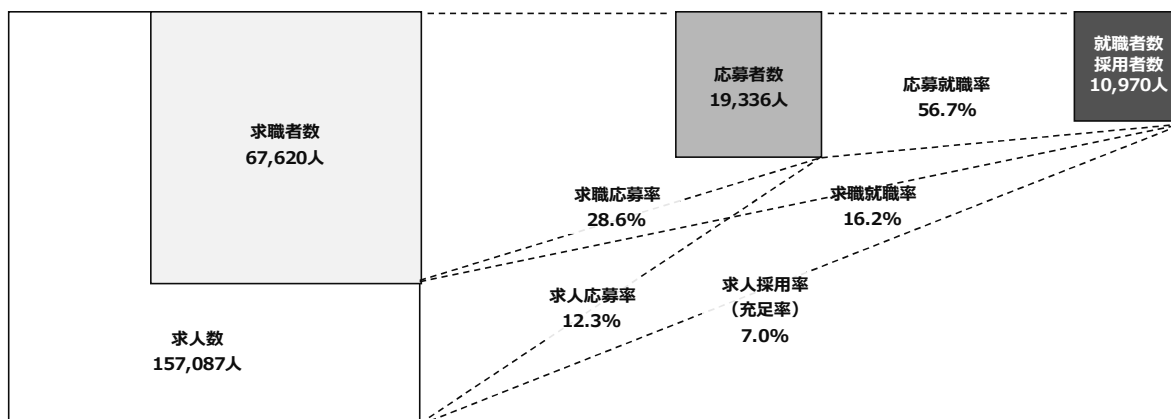 求職者数
67,620人
求人数
157,087人
応募者数
19,336人
応募就職率
56.7%
就職者数
採用者数
10,970人
求職応募率
28.6%
求職就職率
16.2%
求人応募率
12.3%
求人採用率
（充足率）
7.0%